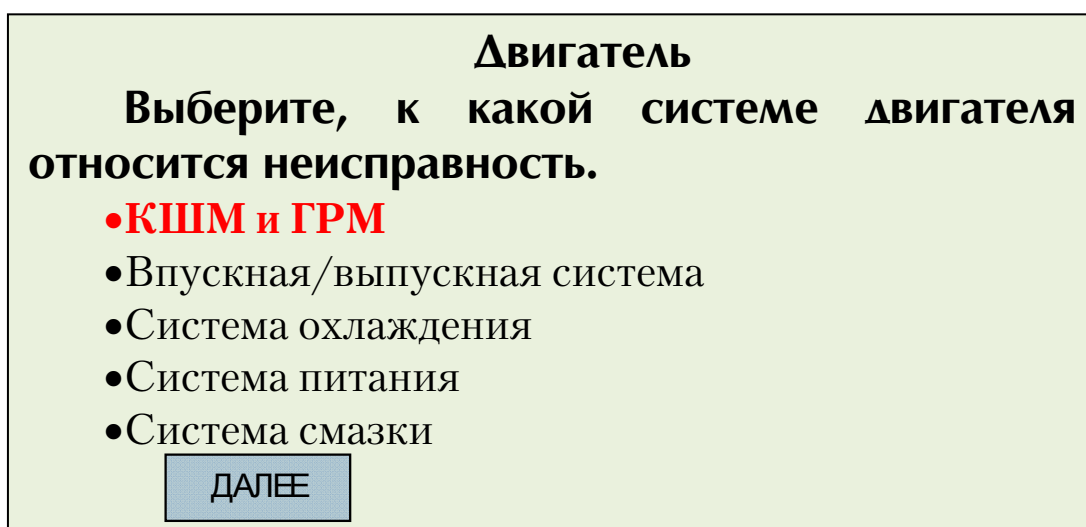 Двигатель
Выберите, к какой системе двигателя
относится неисправность.
•КШМ и ГРМ
•Впускная/выпускная система
•Система охлаждения
•Система питания
•Система смазки
ДАЛЕЕ